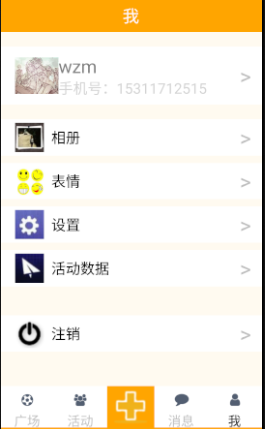 我
wzm
手机号：15311712515
相册
表情
设置
活动数据
注销
广场 活动 消息 我